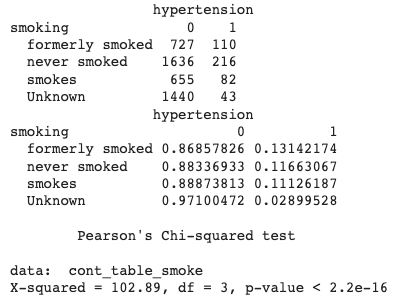 hypertension
smoking 0 1
formerly smoked 727 110
never smoked 1636 216
smokes 655 82
Unknown 1440 43
hypertension
smoking 0 1
formerly smoked 0.86857826 0.13142174
never smoked 0.88336933 0.11663067
smokes 0.88873813 0.11126187
Unknown 0.97100472 0.02899528
Pearson's Chi-squared test
data: cont_table_smoke
X-squared = 102.89, df = 3, p-value < 2.2e-16